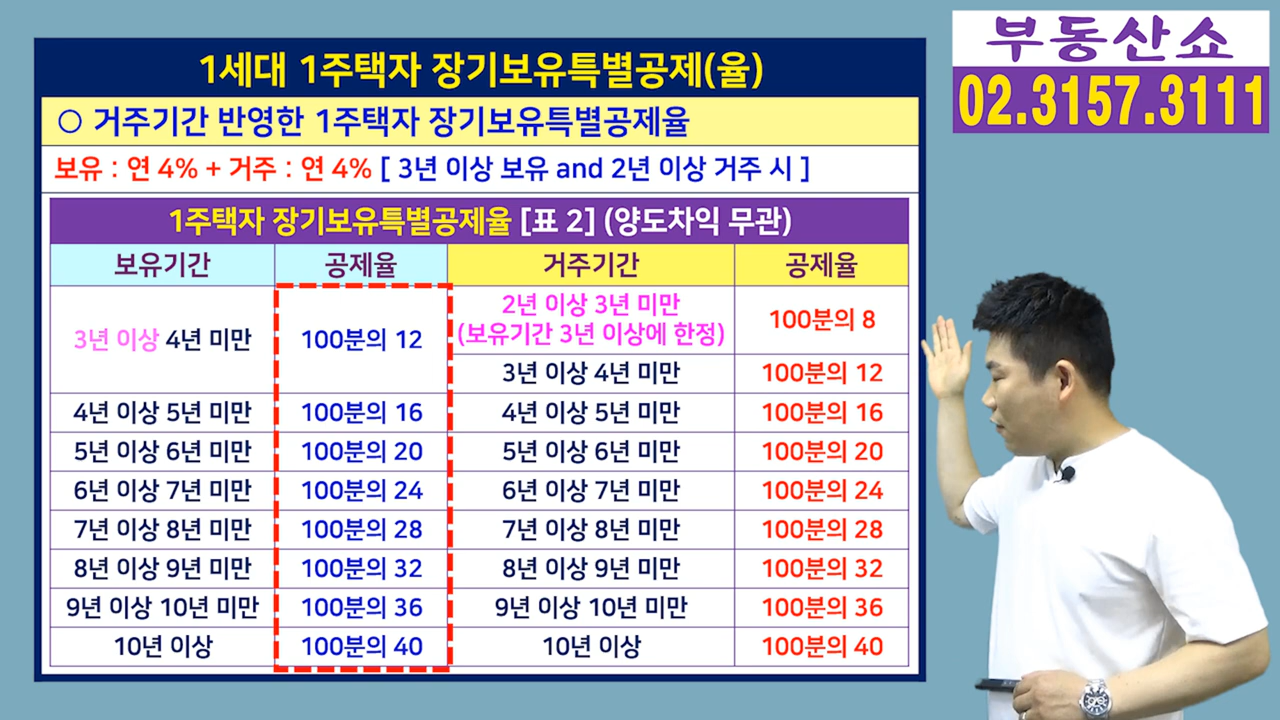 부동산쇼
02.3157.3111
1세대 1주택자 장기보유특별공제(율)
○ 거주기간 반영한 1주택자 장기보유특별공제율
보유 : 연 4% + 거주 : 연 4% [ 3년 이상 보유 and 2년 이상 거주 시 ]
1주택자 장기보유특별공제율 [표 2] (양도차익 무관)
보유기간 공제율 거주기간 공제율
3년 이상 4년 미만 100분의 12
2년 이상 3년 미만
(보유기간 3년 이상에 한정)
100분의 8
3년 이상 4년 미만 100분의 12
4년 이상 5년 미만 100분의 16 4년 이상 5년 미만 100분의 16
5년 이상 6년 미만 100분의 20 5년 이상 6년 미만 100분의 20
6년 이상 7년 미만 100분의 24 6년 이상 7년 미만 100분의 24
7년 이상 8년 미만 100분의 28 7년 이상 8년 미만 100분의 28
8년 이상 9년 미만 100분의 32 8년 이상 9년 미만 100분의 32
9년 이상 10년 미만 100분의 36 9년 이상 10년 미만 100분의 36
10년 이상 100분의 40 10년 이상 100분의 40